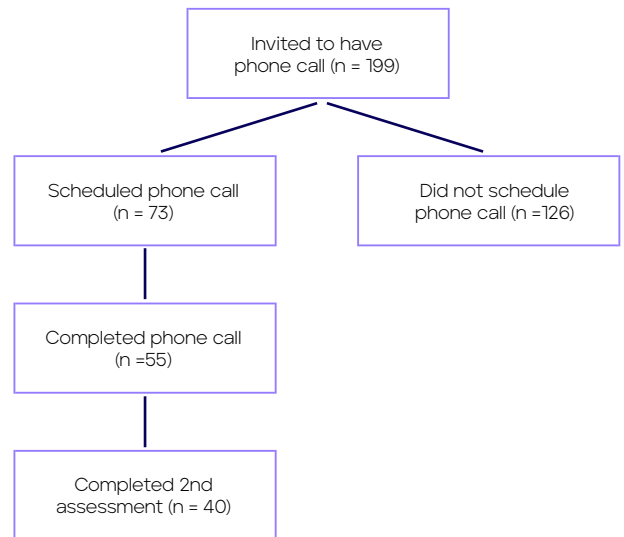 Invited to have
phone call (n = 199)
Scheduled phone call
(n = 73)
Did not schedule
phone call (n =126)
Completed phone call
(n =55)
Completed 2nd
assessment (n = 40)